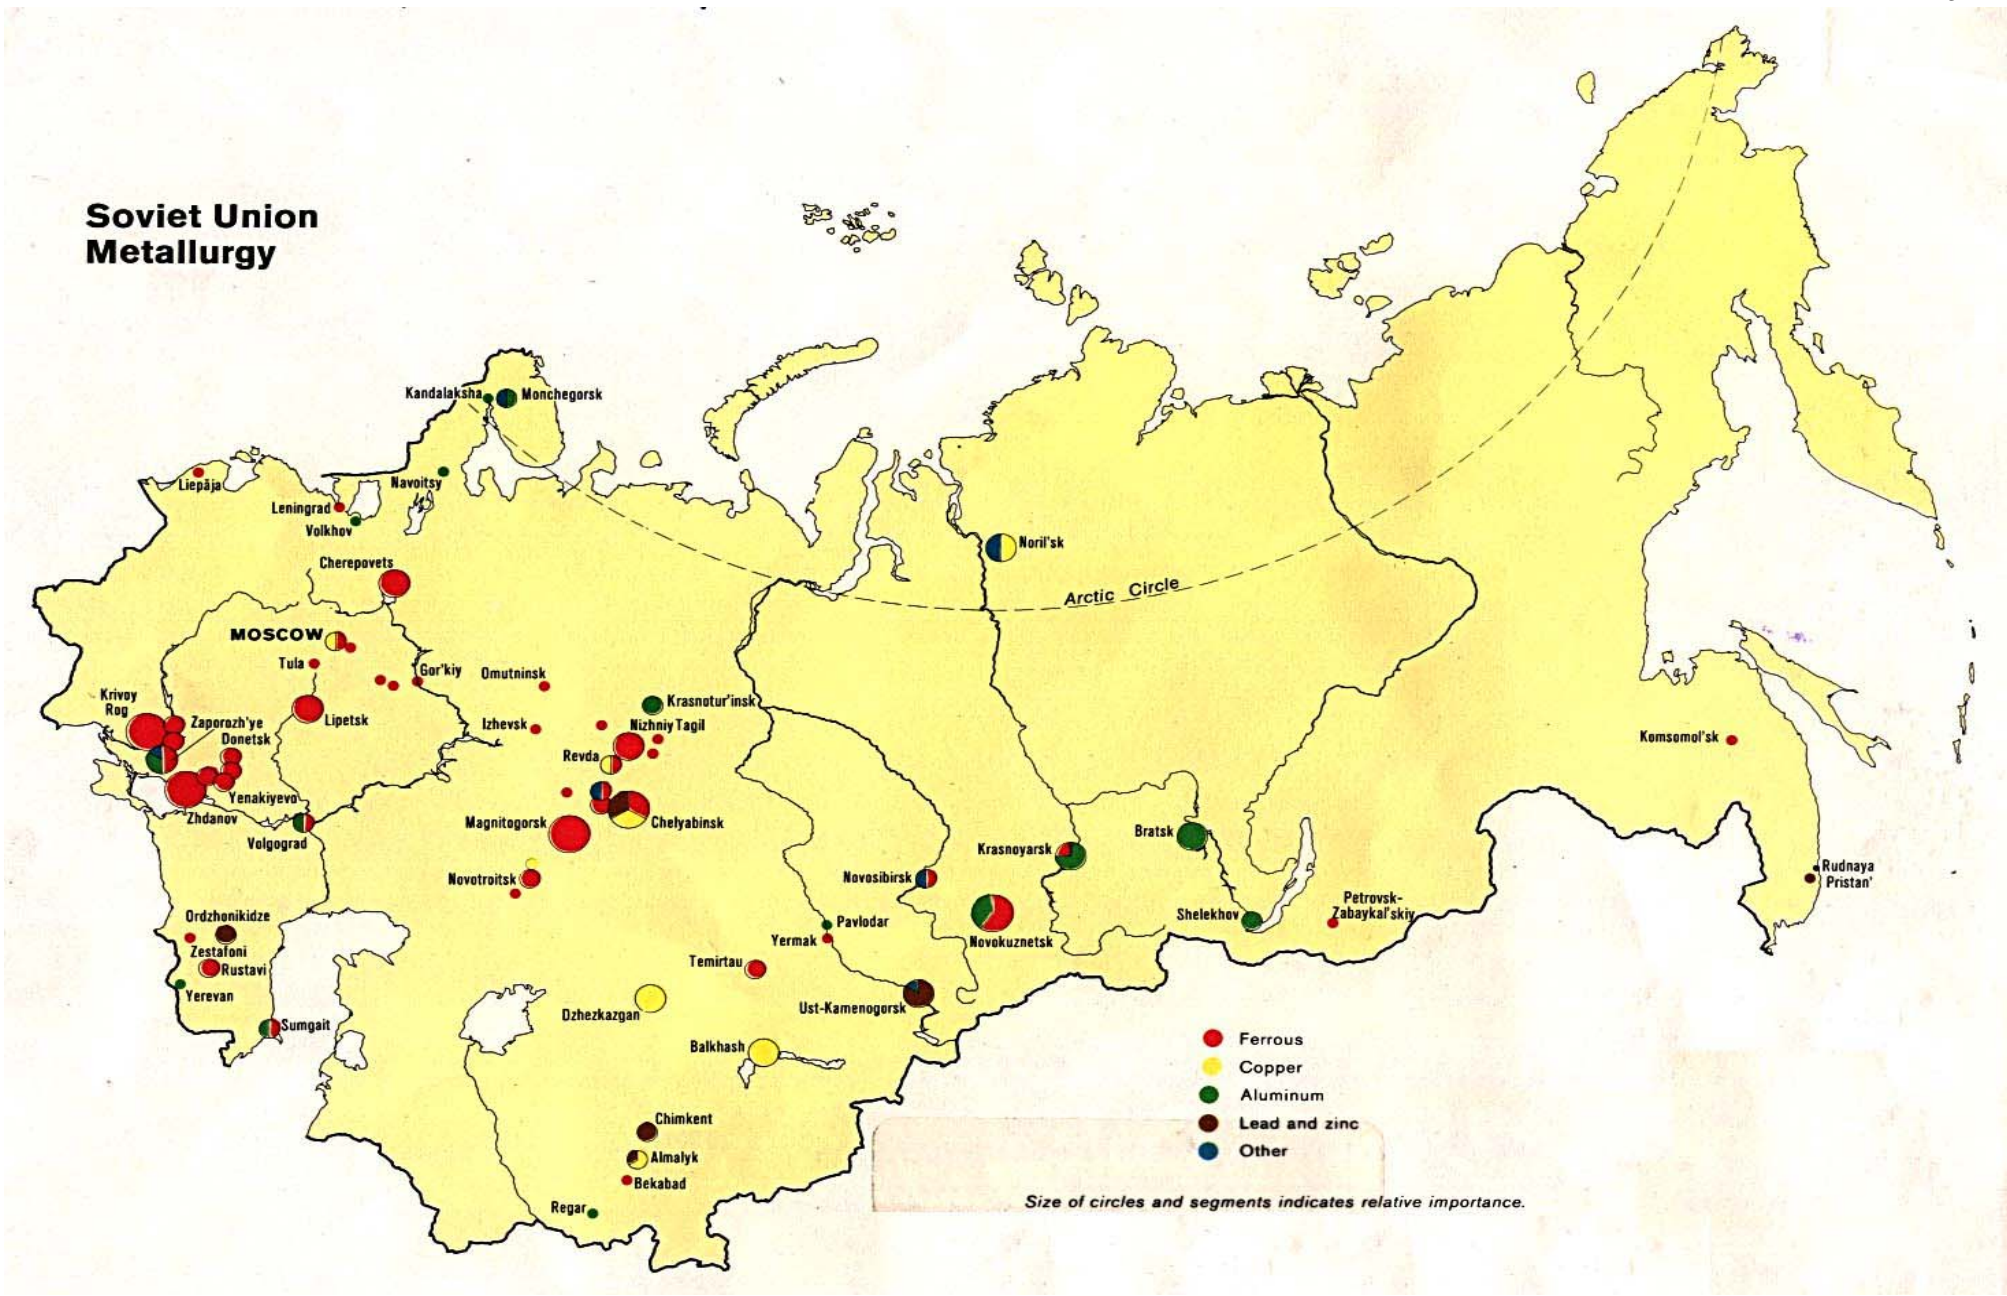 Soviet Union
Metallurgy
Kandalaksha
Monchegorsk
Liepāja
Navoitsy
Leningrad
Volkhov
Cherepovets
Noril'sk
Arctic Circle
MOSCOW
Tula
Gor'kiy
Omutninsk
Krivoy
Rog
Lipetsk
Izhevsk
Krasnotur'insk
Nizhniy Tagil
Zaporozh'ye
Donetsk
Revda
Komsomol'sk
Yenakiyevo
Zhdanov
Magnitogorsk
Chelyabinsk
Volgograd
Bratsk
Krasnoyarsk
Novotroitsk
Novosibirsk
Rudnaya
Pristan'
Petrovsk-
Zabaykal'skiy
Ordzhonikidze
Shelekhov
Pavlodar
Yermak
Novokuznetsk
Zestafoni
Rustavi
Temirtau
Yerevan
Ust-Kamenogorsk
Dzhezkazgan
Sumgait
Balkhash
Chimkent
Almalyk
Bekabad
Regar
Ferrous
Copper
Aluminum
Lead and zinc
Other
Size of circles and segments indicates relative importance.